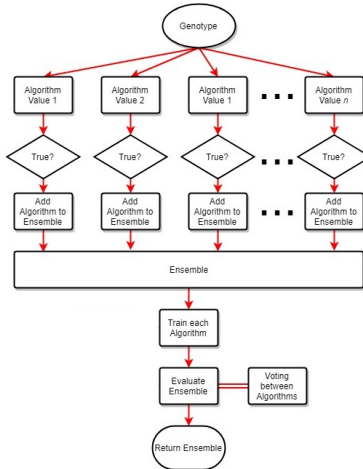 Genotype
Algorithm
Value 1
Algorithm
Value 2
Algorithm
Value 1
Algorithm
Value n
True?
True?
True?
True?
Add
Algorithm to
Ensemble
Add
Algorithm to
Ensemble
Add
Algorithm to
Ensemble
Add
Algorithm to
Ensemble
Ensemble
Train each
Algorithm
Evaluate
Ensemble
Voting
between
Algorithms
Return Ensemble